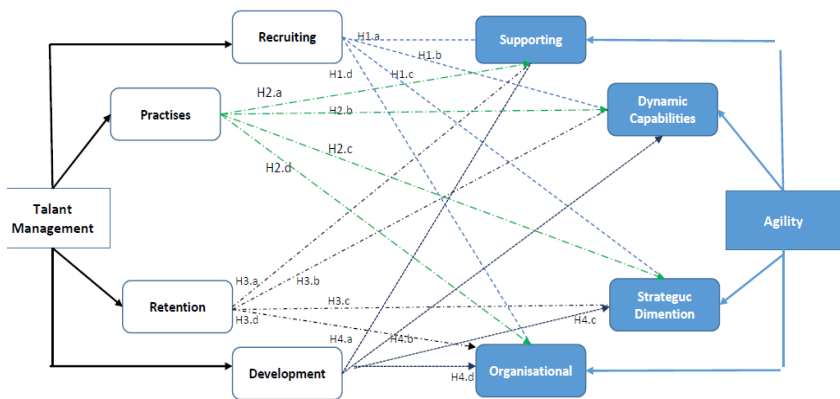 Recruiting
H1.a
Supporting
H1.b
H1.d
H1.c
H2.a
Practises
H2.b
Dynamic
Capabilities
H2.c
H2.d
Talant
Management
Agility
H3.a
H3.b
Retention
H3.c
Strateguc
Dimention
H3.d
H4.a
H4.b
H4.c
Development
H4.d
Organisational